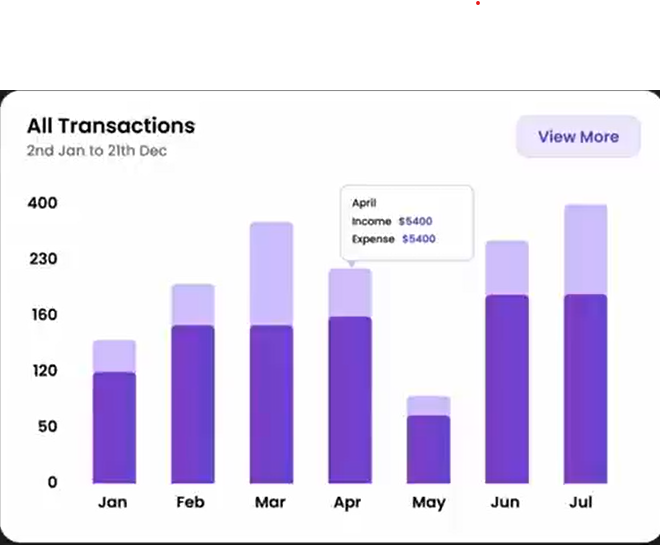 All Transactions
2nd Jan to 21th Dec
View More
400
230
160
120
50
0
April
Income $5400
Expense $5400
Jan Feb Mar Apr May Jun Jul